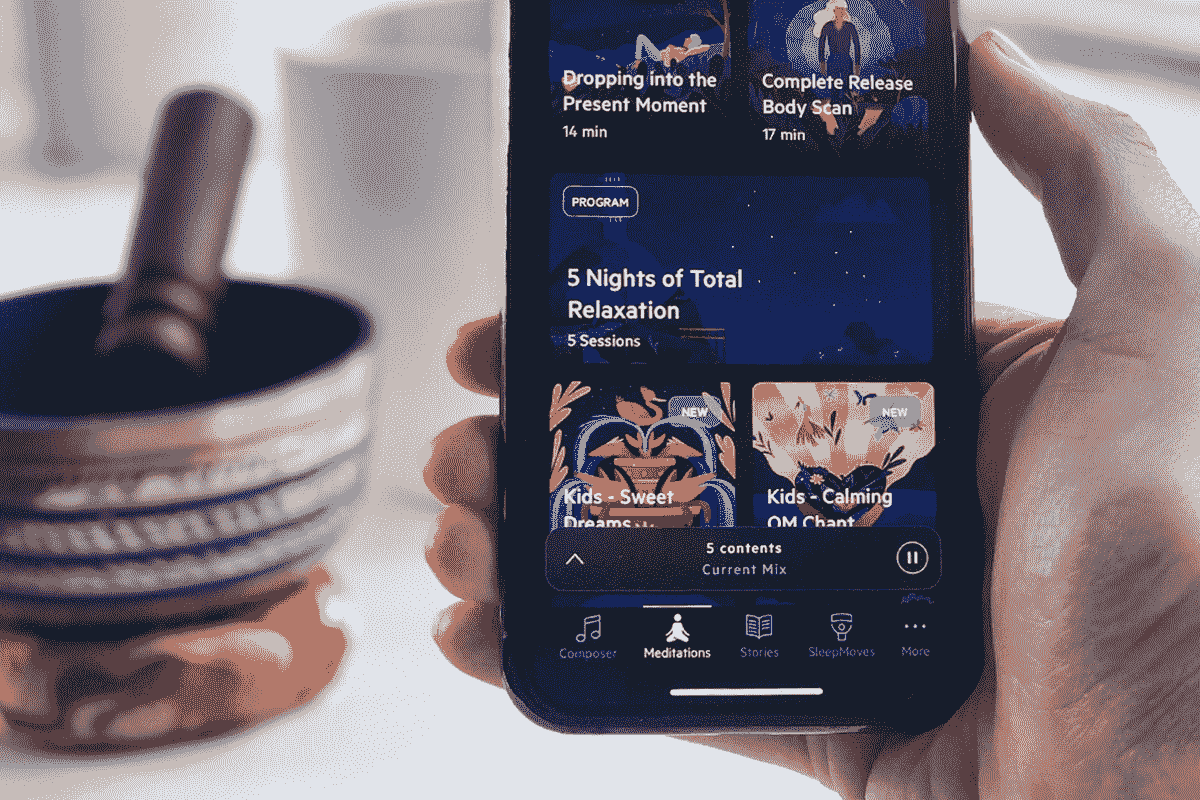 Dropping into the
Present Moment
14 min
Complete Release
Body Scan
17 min
PROGRAM
5 Nights of Total
Relaxation
5 Sessions
NEW
Kids - Sweet
Dreams
NEW
Kids - Calming
OM Chant
5 contents
Current Mix
Composer
Meditations
Stories
SleepMoves
More